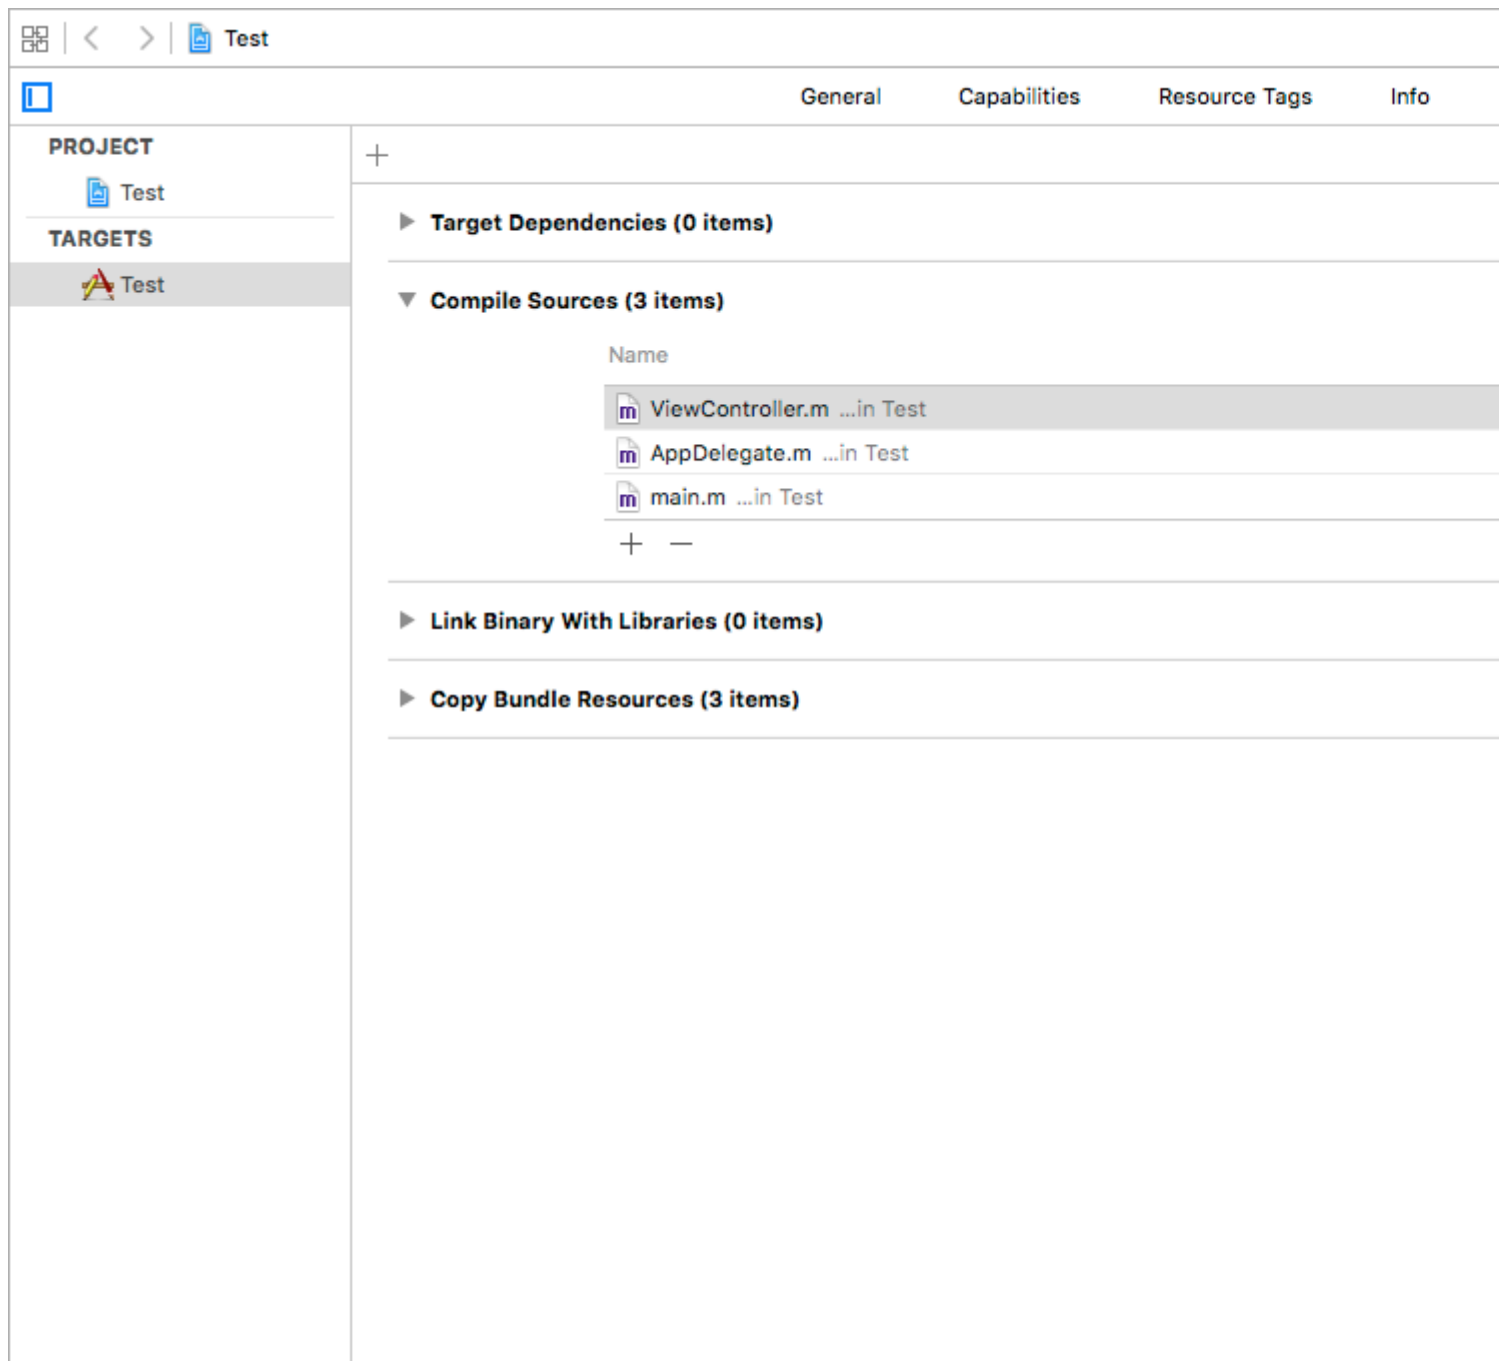 Test
General Capabilities Resource Tags Info
PROJECT
Test
TARGETS
Test
Target Dependencies (0 items)
Compile Sources (3 items)
Name
ViewController.m ...in Test
AppDelegate.m ...in Test
main.m ...in Test
Link Binary With Libraries (0 items)
Copy Bundle Resources (3 items)